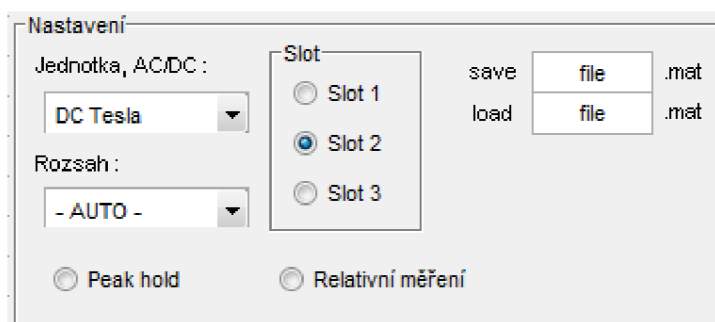 Nastavení
Jednotka, AC/DC :
DC Tesla
Rozsah :
- AUTO -
Slot
Slot 1
Slot 2
Slot 3
save file .mat
load file .mat
Peak hold
Relativní měření